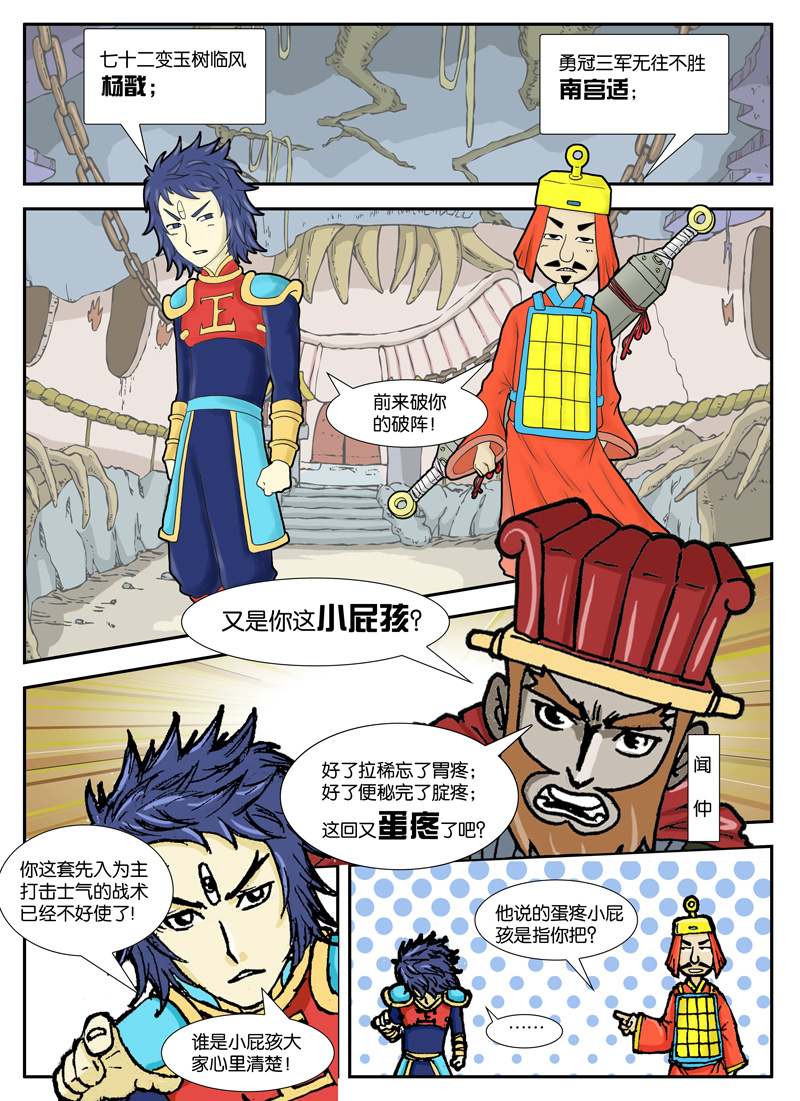 七十二变玉树临风
杨戬；
勇冠三军无往不胜
南宫适；
前来破你
的破阵！
又是你这小屁孩？
好了拉稀忘了胃疼；
好了便秘完了腚疼；
这回又蛋疼了吧？
闻
仲
你这套先入为主
打击士气的战术
已经不好使了！
谁是小屁孩大
家心里清楚！
他说的蛋疼小屁
孩是指你把？
……
王